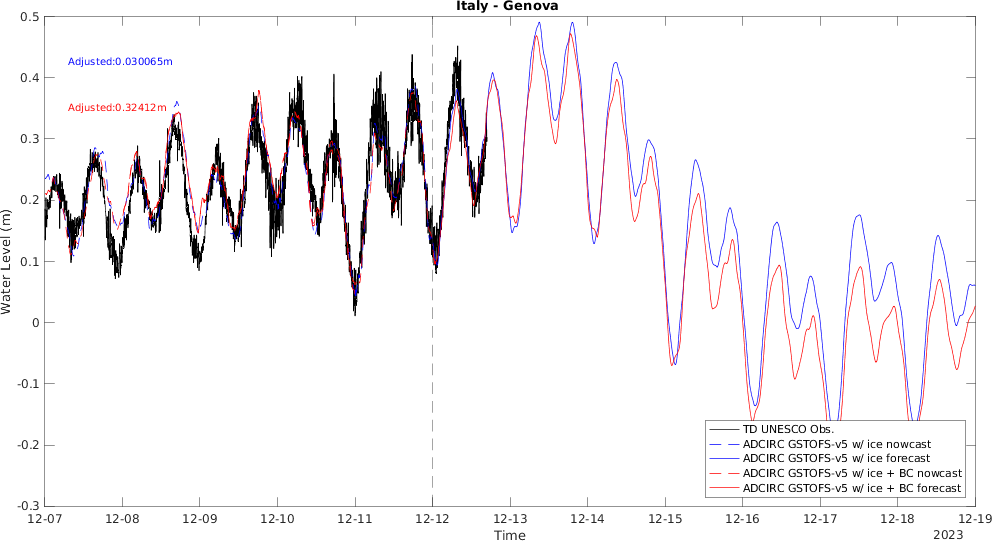 Italy - Genova
Adjusted:0.030065m
Adjusted:0.32412m
Water Level (m)
0.5
0.4
0.3
0.2
0.1
0
-0.1
-0.2
-0.3
TD UNESCO Obs.
ADCIRC GSTOFS-v5 w/ ice nowcast
ADCIRC GSTOFS-v5 w/ ice forecast
ADCIRC GSTOFS-v5 w/ ice + BC nowcast
ADCIRC GSTOFS-v5 w/ ice + BC forecast
12-07 12-08 12-09 12-10 12-11 12-12 12-13 12-14 12-15 12-16 12-17 12-18 12-19
Time
2023